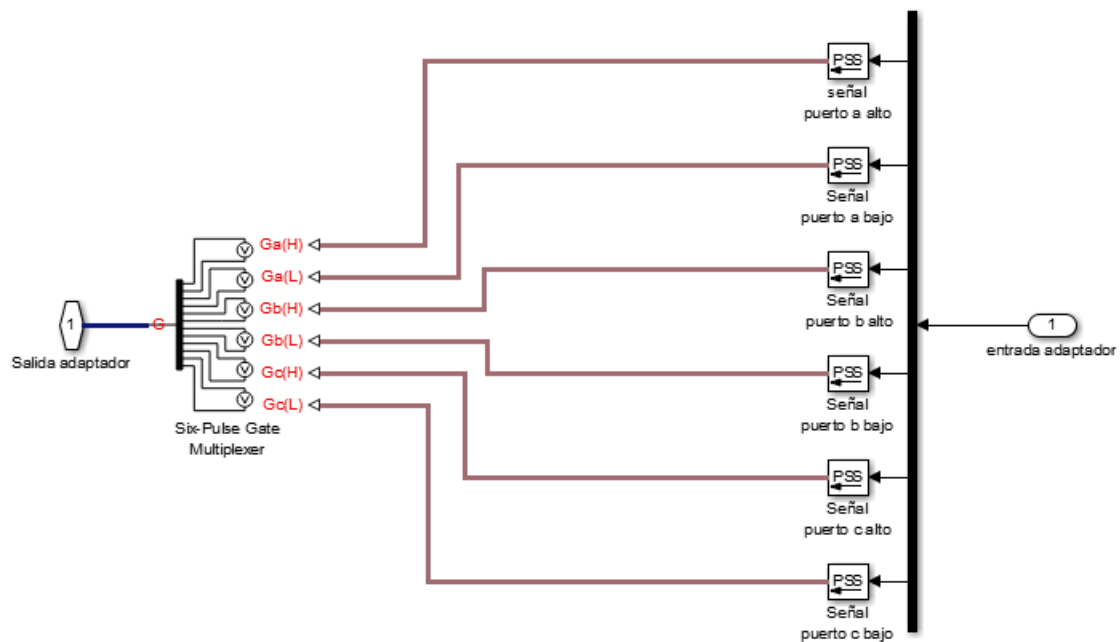 PSS
señal
puerto a alto
PSS
Señal
puerto a bajo
Ga(H)
Ga(L)
PSS
Señal
puerto b alto
Gb(H)
1
G
1
entrada adaptador
Salida adaptador
Gb(L)
PSS
Señal
puerto b bajo
Gc(H)
Gc(L)
Six-Pulse Gate
Multiplexer
PSS
Señal
puerto c alto
PSS
Señal
puerto c bajo
V
V
V
V
V
V